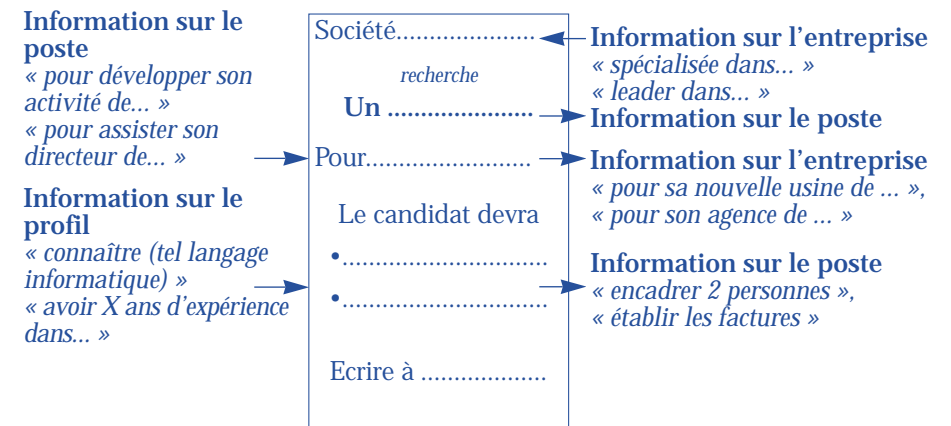 Information sur le
poste
« pour développer son
activité de... »
« pour assister son
directeur de... »
Information sur le
profil
« connaître (tel langage
informatique) »
« avoir X ans d'expérience
dans... »
Société.....................
recherche
Un .....................
Pour.........................
Le candidat devra
•...............................
•...............................
Ecrire à ...................
Information sur l'entreprise
« spécialisée dans... »
« leader dans... »
Information sur le poste
Information sur l'entreprise
« pour sa nouvelle usine de ... »,
« pour son agence de ... »
Information sur le poste
« encadrer 2 personnes »,
« établir les factures »